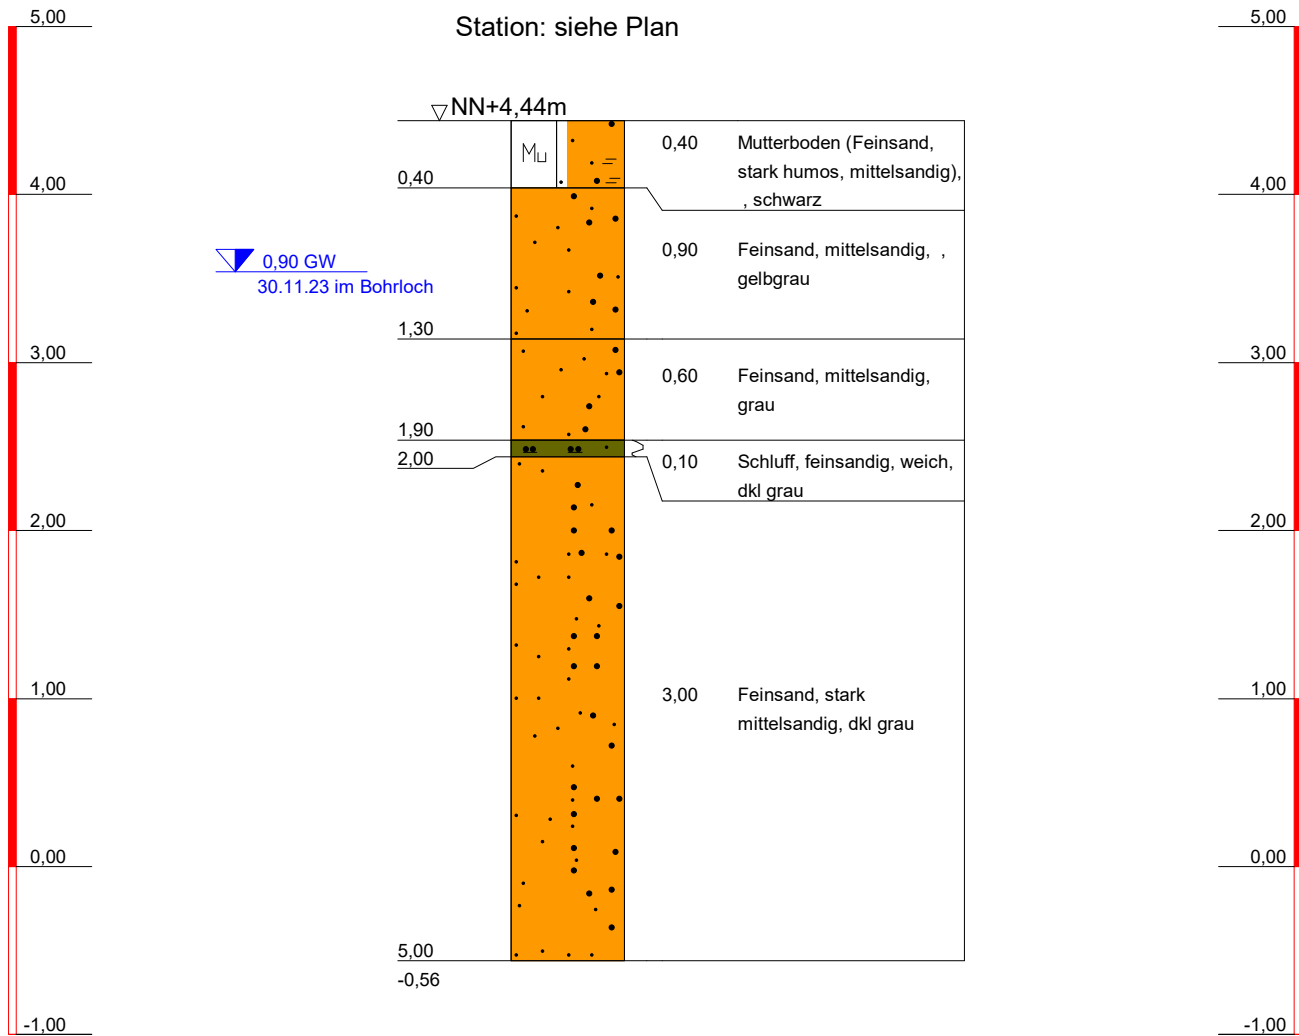 5,00
Station: siehe Plan
5,00
NN+4,44m
Mu
0,40
Mutterboden (Feinsand,
stark humos, mittelsandig),
, schwarz
0,40
4,00
4,00
0,90
Feinsand, mittelsandig, ,
gelbgrau
0,90 GW
30.11.23 im Bohrloch
1,30
3,00
3,00
0,60
Feinsand, mittelsandig,
grau
1,90
2,00
0,10
Schluff, feinsandig, weich,
dkl grau
2,00
2,00
1,00
1,00
3,00
Feinsand, stark
mittelsandig, dkl grau
0,00
0,00
5,00
-0,56
-1,00
-1,00